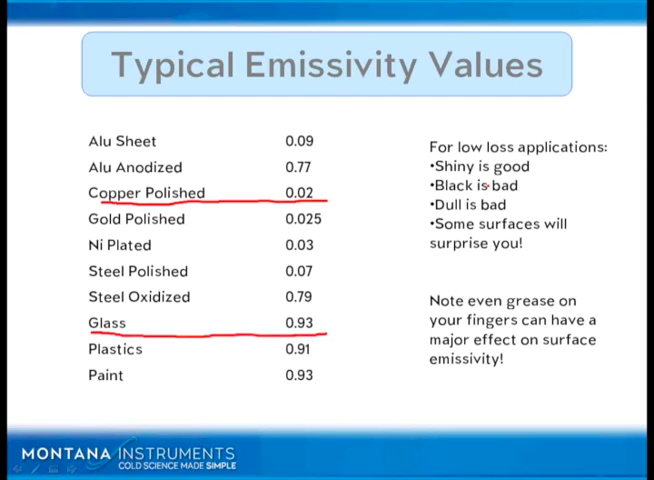 Typical Emissivity Values
Alu Sheet 0.09
Alu Anodized 0.77
Copper Polished 0.02
Gold Polished 0.025
Ni Plated 0.03
Steel Polished 0.07
Steel Oxidized 0.79
Glass 0.93
Plastics 0.91
Paint 0.93
For low loss applications:
•Shiny is good
•Black is bad
•Dull is bad
•Some surfaces will
surprise you!
Note even grease on
your fingers can have a
major effect on surface
emissivity!
MONTANA INSTRUMENTS
COLD SCIENCE MADE SIMPLE